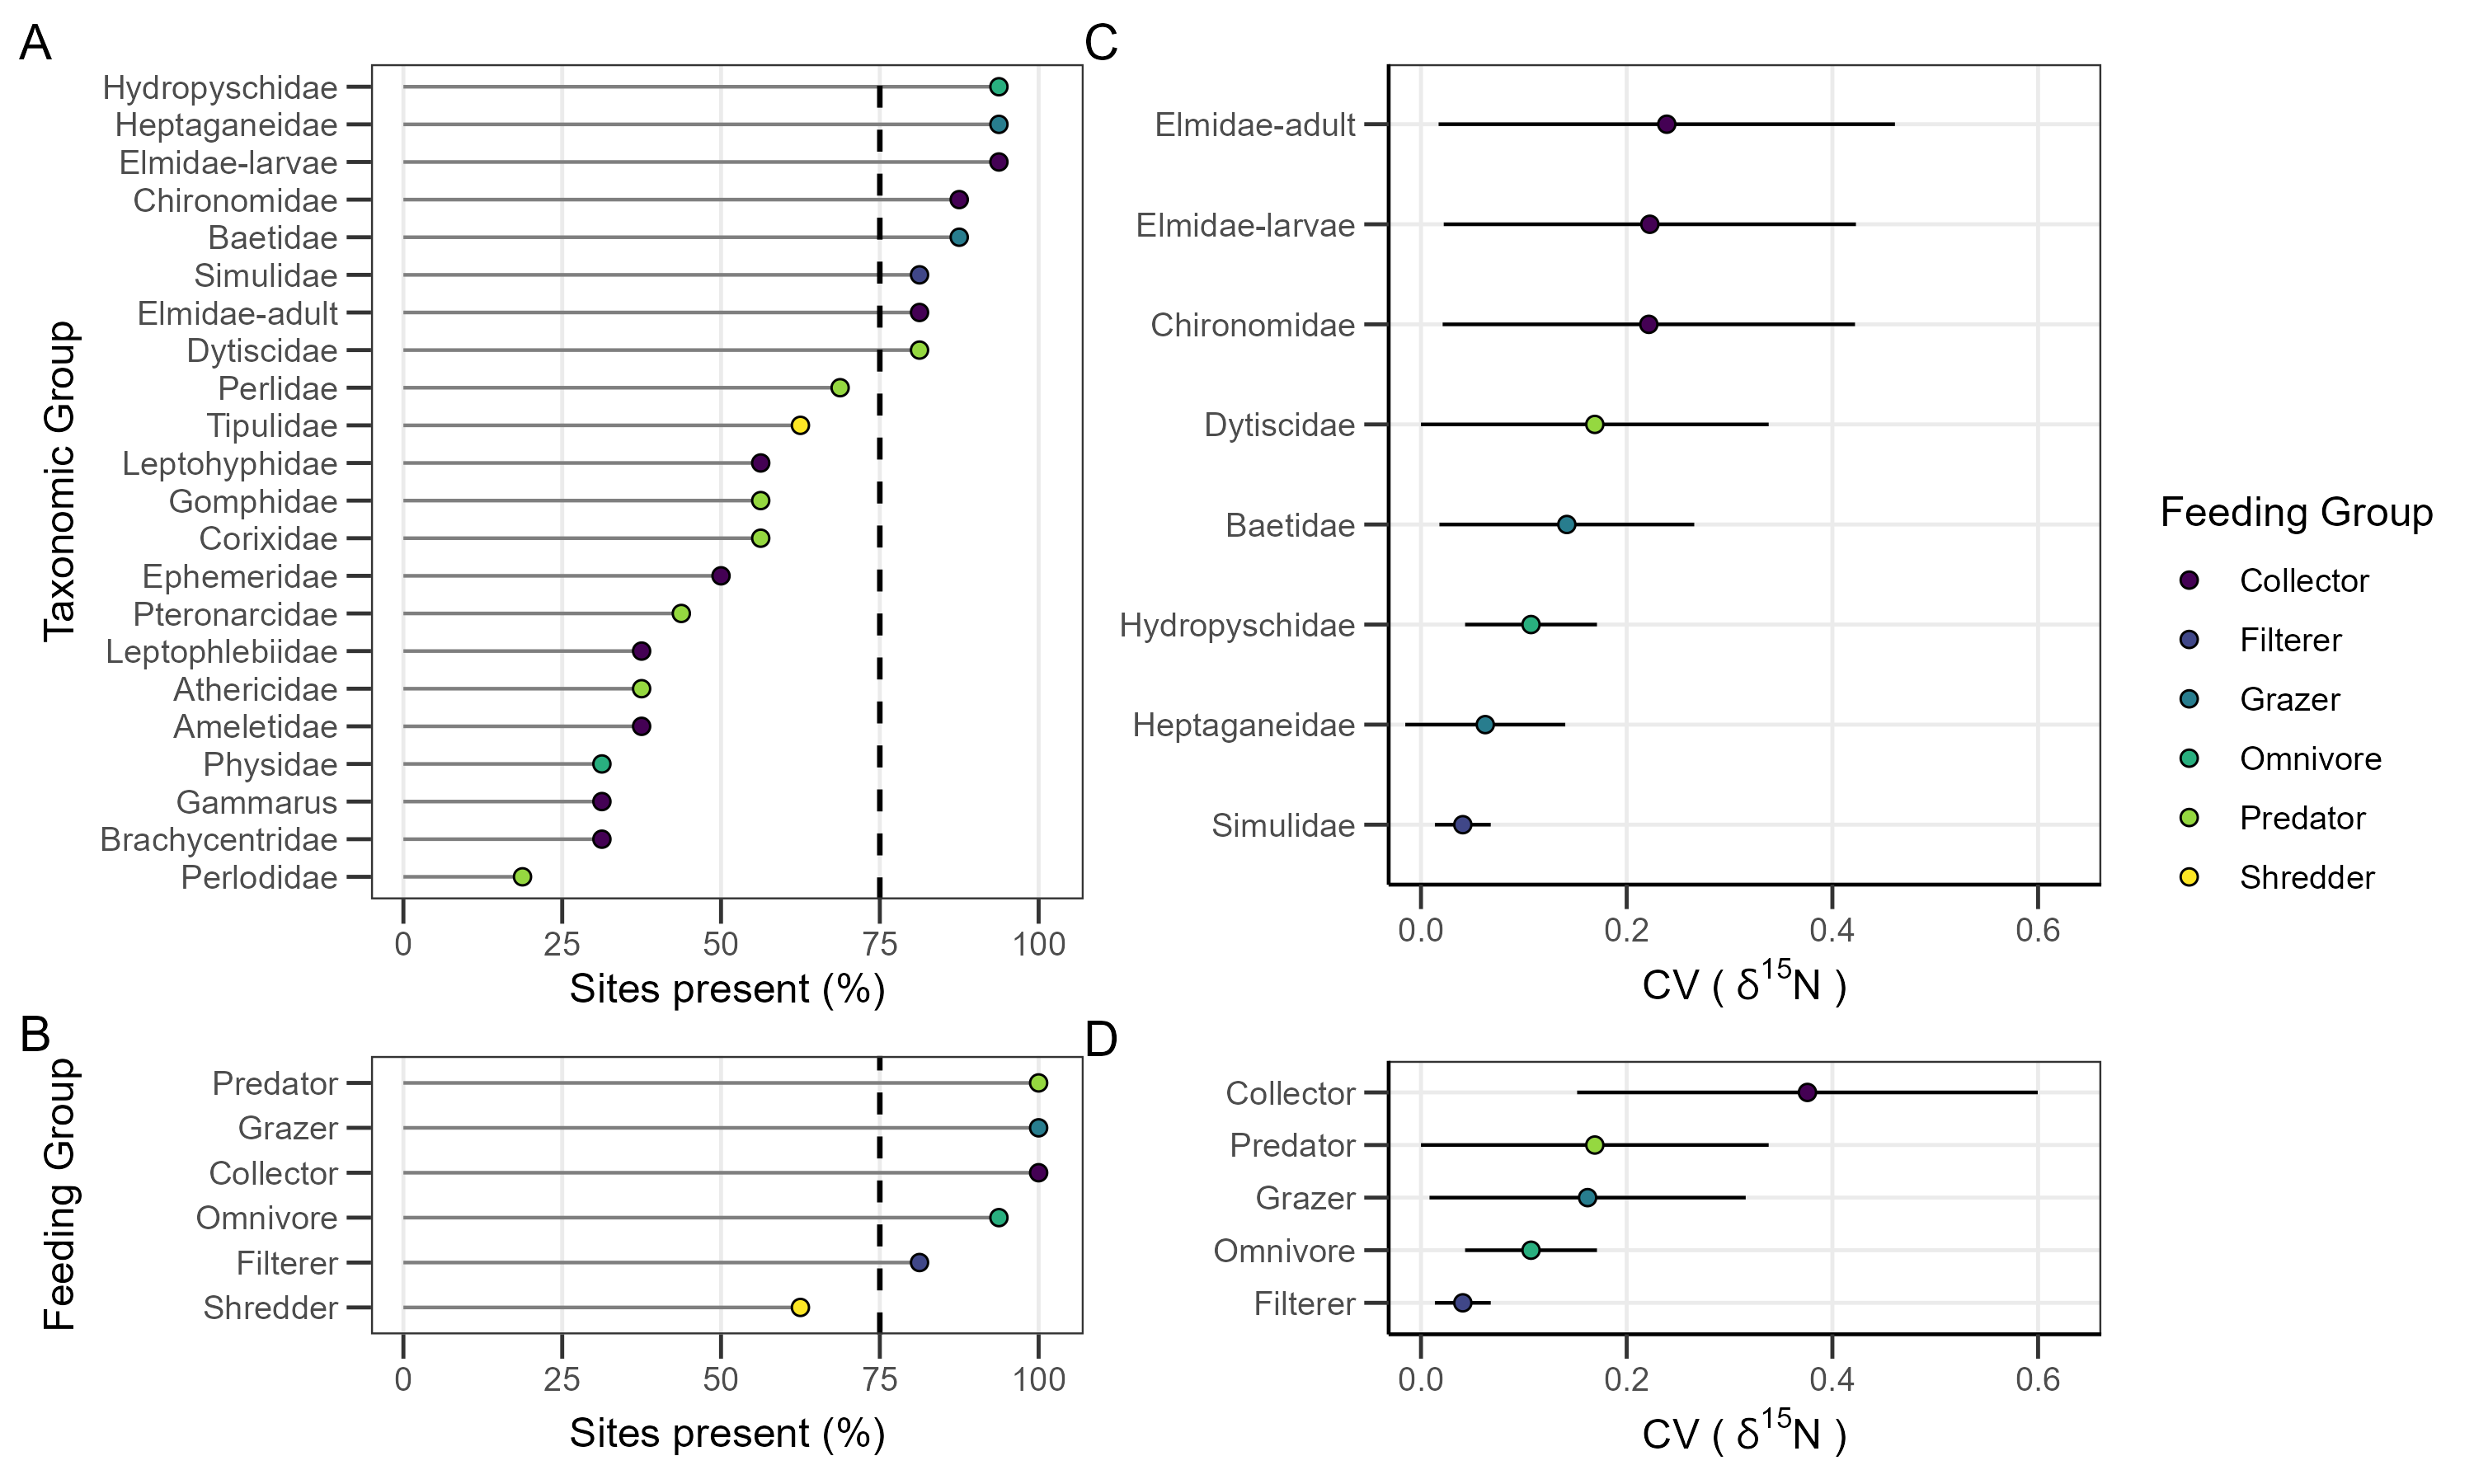 A
Hydropyschidae
Heptaganeidae
Elmidae-larvae
Chironomidae
Baetidae
Simulidae
Elmidae-adult
Dytiscidae
Perlidae
Tipulidae
Leptohyphidae
Gomphidae
Corixidae
Ephemeridae
Pteronarcidae
Leptophlebiidae
Athericidae
Ameletidae
Physidae
Gammarus
Brachycentridae
Perlodidae
Taxonomic Group
0 25 50 75 100
Sites present (%)
B
Predator
Grazer
Collector
Omnivore
Filterer
Shredder
Feeding Group
0 25 50 75 100
Sites present (%)
C
Elmidae-adult
Elmidae-larvae
Chironomidae
Dytiscidae
Baetidae
Hydropyschidae
Heptaganeidae
Simulidae
0.0 0.2 0.4 0.6
CV ( δ¹⁵N )
D
Collector
Predator
Grazer
Omnivore
Filterer
0.0 0.2 0.4 0.6
CV ( δ¹⁵N )
Feeding Group
Collector
Filterer
Grazer
Omnivore
Predator
Shredder